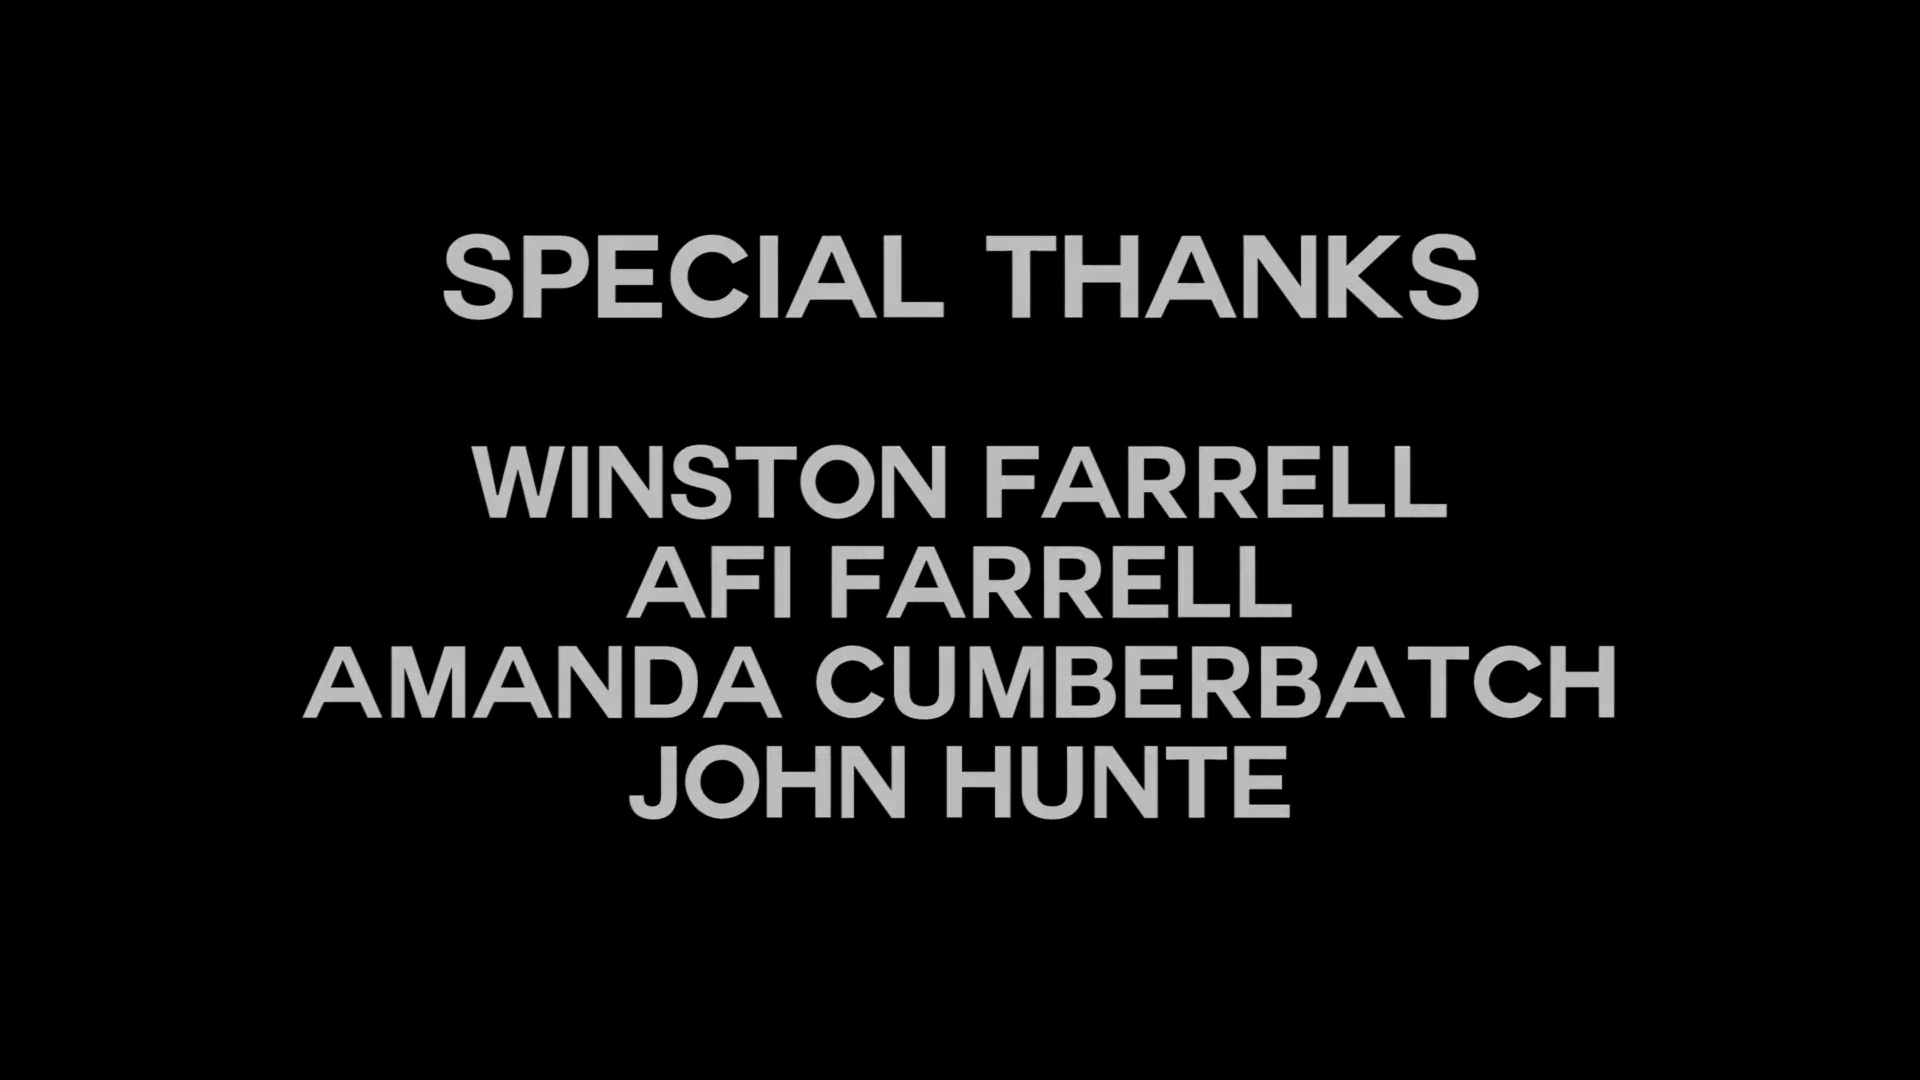 SPECIAL THANKS
WINSTON FARRELL
AFI FARRELL
AMANDA CUMBERBATCH
JOHN HUNTE